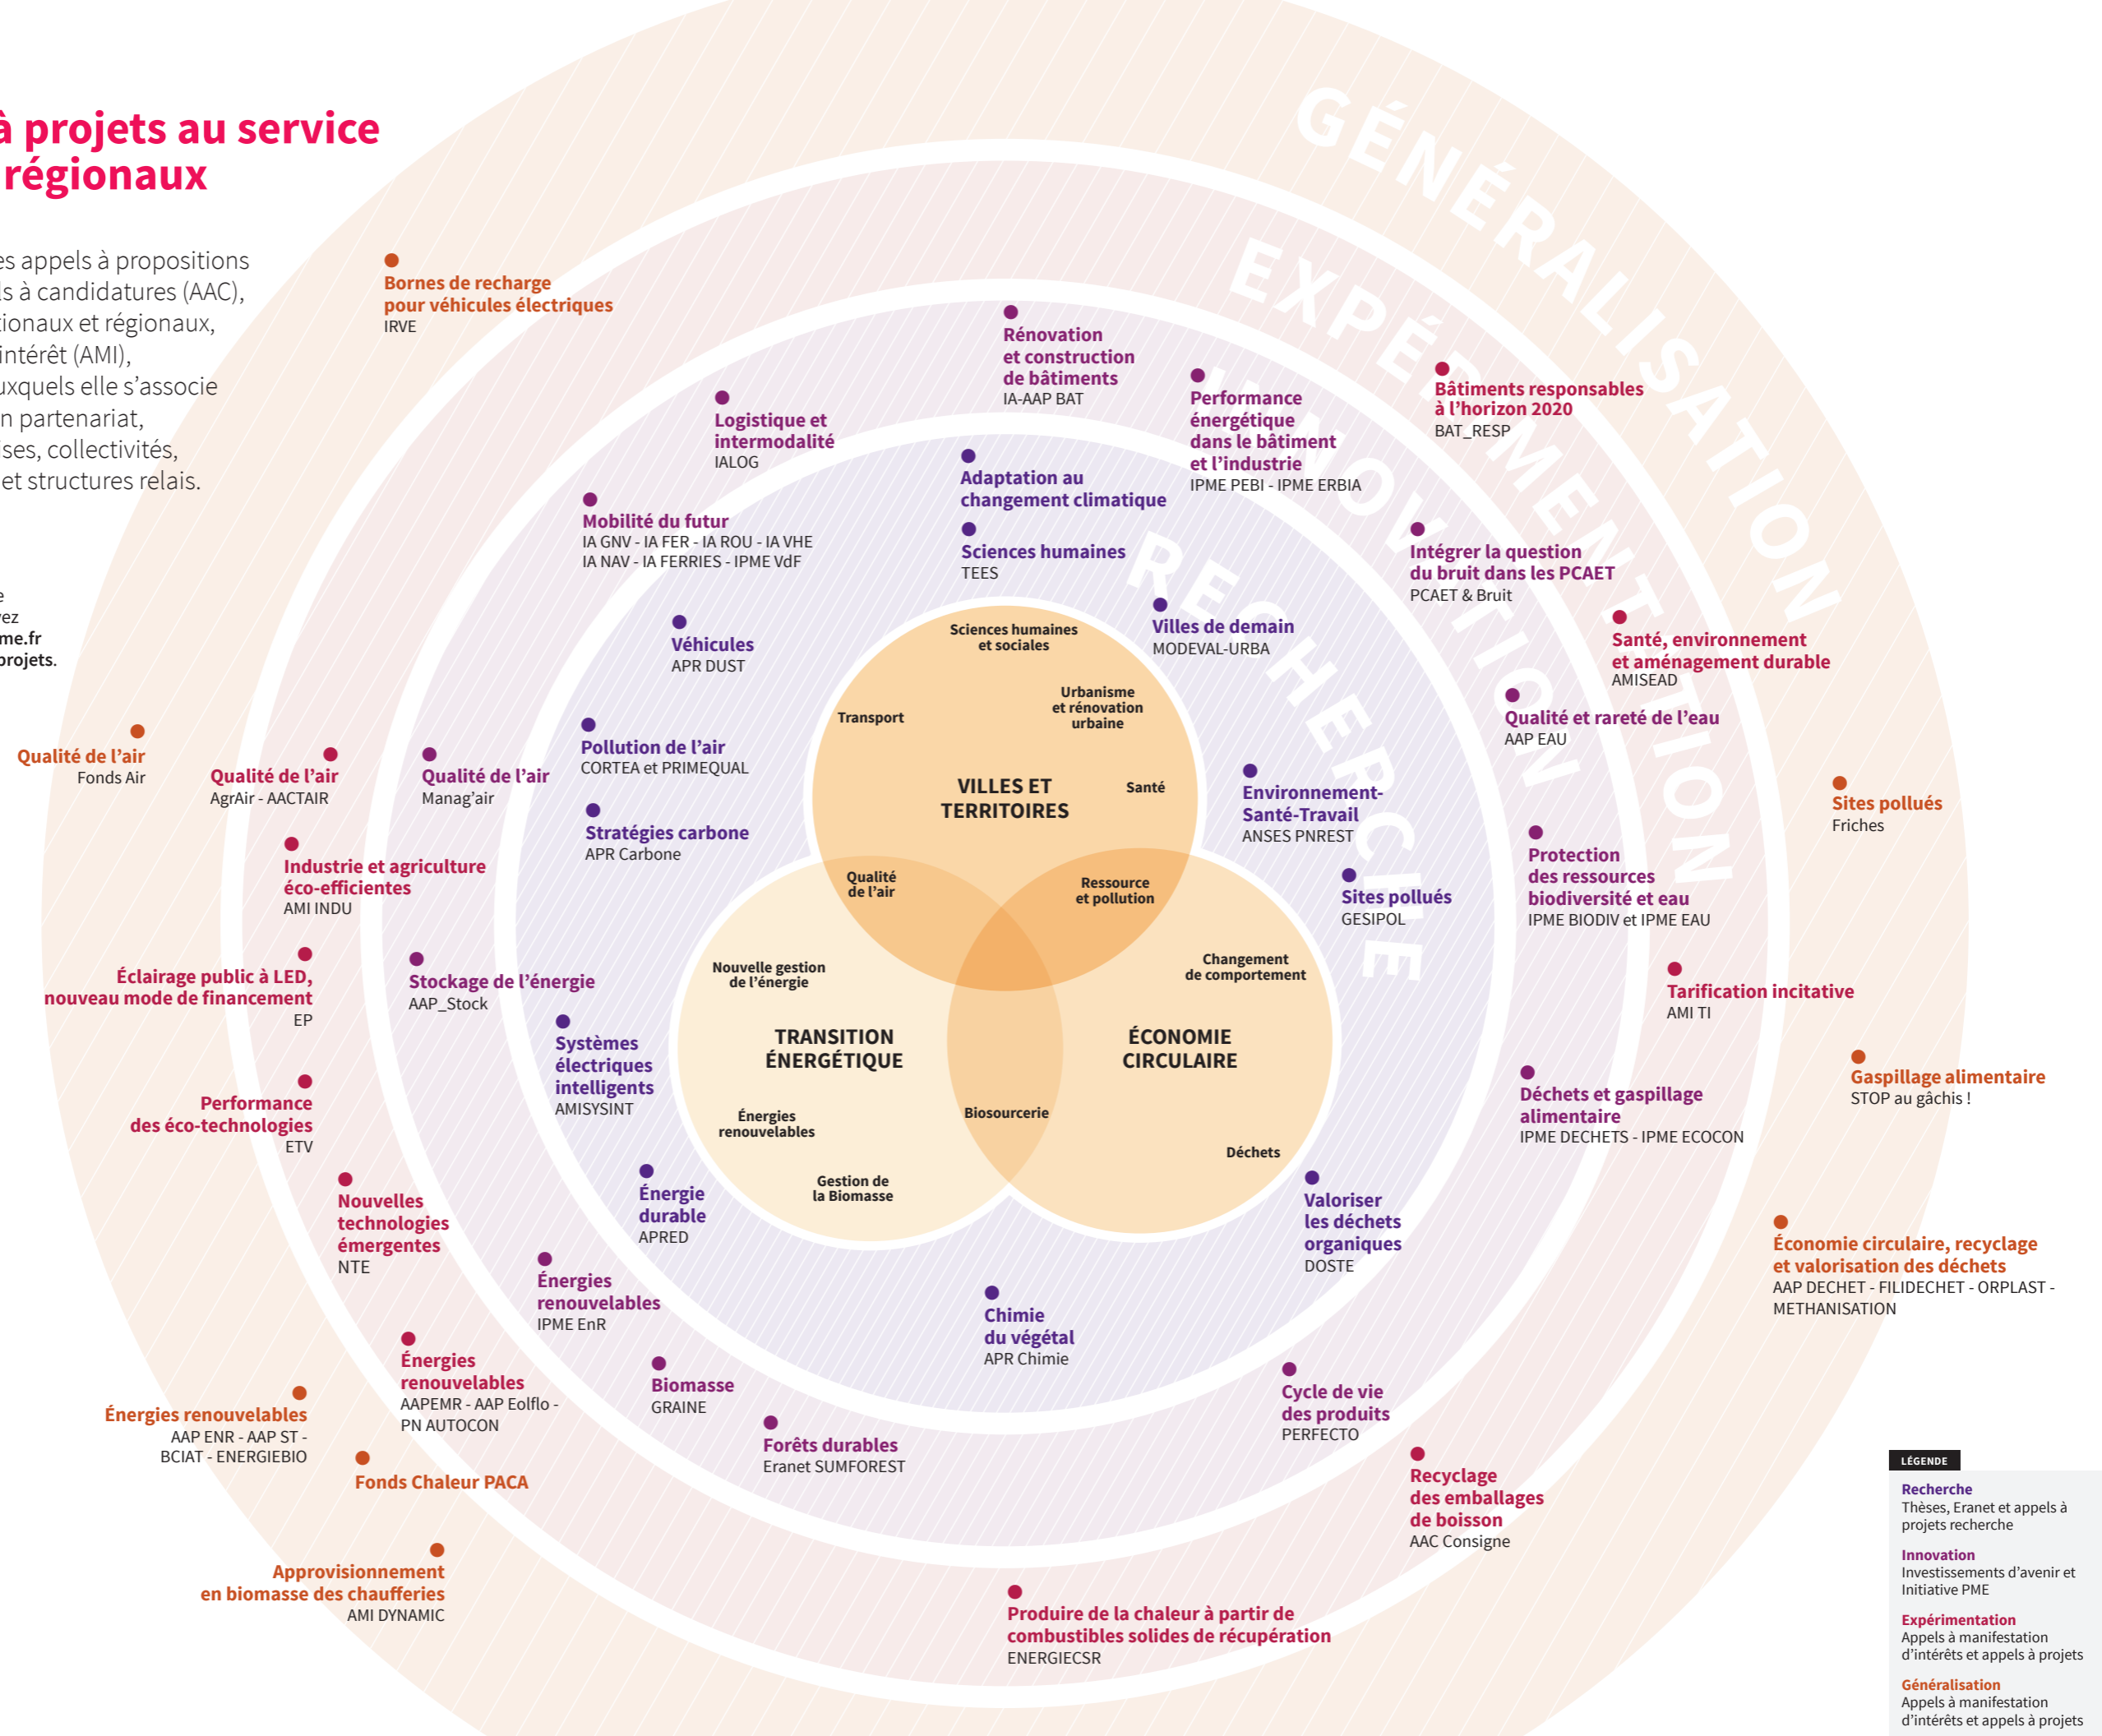 à projets au service
régionaux
es appels à propositions
ls à candidatures (AAC),
tionaux et régionaux,
intérêt (AMI),
uxquels elle s'associe
n partenariat,
ises, collectivités,
et structures relais.
e
vez
me.fr
projets.
GÉNÉRALISATION
EXPÉRIMENTATION
INNOVATION
RECHERCHE
Bornes de recharge
pour véhicules électriques
IRVE
Rénovation
et construction
de bâtiments
IA-AAP BAT
Performance
énergétique
dans le bâtiment
et l'industrie
IPME PEBI - IPME ERBIA
Bâtiments responsables
à l'horizon 2020
BAT_RESP
Logistique et
intermodalité
IALOG
Adaptation au
changement climatique
Mobilité du futur
IA GNV - IA FER - IA ROU - IA VHE
IA NAV - IA FERRIES - IPME VdF
Sciences humaines
TEES
Intégrer la question
du bruit dans les PCAET
PCAET & Bruit
Véhicules
APR DUST
Villes de demain
MODEVAL-URBA
Santé, environnement
et aménagement durable
AMISEAD
Qualité et rareté de l'eau
AAP EAU
Sciences humaines
et sociales
Urbanisme
et rénovation
urbaine
Transport
Santé
VILLES ET
TERRITOIRES
Qualité de l'air
Fonds Air
Qualité de l'air
AgrAir - AACTAIR
Qualité de l'air
Manag'air
Pollution de l'air
CORTEA et PRIMEQUAL
Stratégies carbone
APR Carbone
Environnement-
Santé-Travail
ANSES PNREST
Sites pollués
Friches
Industrie et agriculture
éco-efficientes
AMI INDU
Qualité
de l'air
Ressource
et pollution
Sites pollués
GESIPOL
Protection
des ressources
biodiversité et eau
IPME BIODIV et IPME EAU
Éclairage public à LED,
nouveau mode de financement
EP
Stockage de l'énergie
AAP_Stock
Nouvelle gestion
de l'énergie
Changement
de comportement
Tarification incitative
AMI TI
Systèmes
électriques
intelligents
AMISYSINT
TRANSITION
ÉNERGÉTIQUE
ÉCONOMIE
CIRCULAIRE
Gaspillage alimentaire
STOP au gâchis !
Performance
des éco-technologies
ETV
Énergies
renouvelables
Biosourcerie
Déchets et gaspillage
alimentaire
IPME DECHETS - IPME ECOCON
Déchets
Gestion de
la Biomasse
Nouvelles
technologies
émergentes
NTE
Énergie
durable
APRED
Valoriser
les déchets
organiques
DOSTE
Économie circulaire, recyclage
et valorisation des déchets
AAP DECHET - FILIDECHET - ORPLAST -
METHANISATION
Énergies
renouvelables
IPME EnR
Chimie
du végétal
APR Chimie
Énergies
renouvelables
AAPEMR - AAP Eolflo -
PN AUTOCON
Biomasse
GRAINE
Cycle de vie
des produits
PERFECTO
Énergies renouvelables
AAP ENR - AAP ST -
BCIAT - ENERGIEBIO
Forêts durables
Eranet SUMFOREST
Fonds Chaleur PACA
Recyclage
des emballages
de boisson
AAC Consigne
Approvisionnement
en biomasse des chaufferies
AMI DYNAMIC
Produire de la chaleur à partir de
combustibles solides de récupération
ENERGIECSR
LÉGENDE
Recherche
Thèses, Eranet et appels à
projets recherche
Innovation
Investissements d'avenir et
Initiative PME
Expérimentation
Appels à manifestation
d'intérêts et appels à projets
Généralisation
Appels à manifestation
d'intérêts et appels à projets